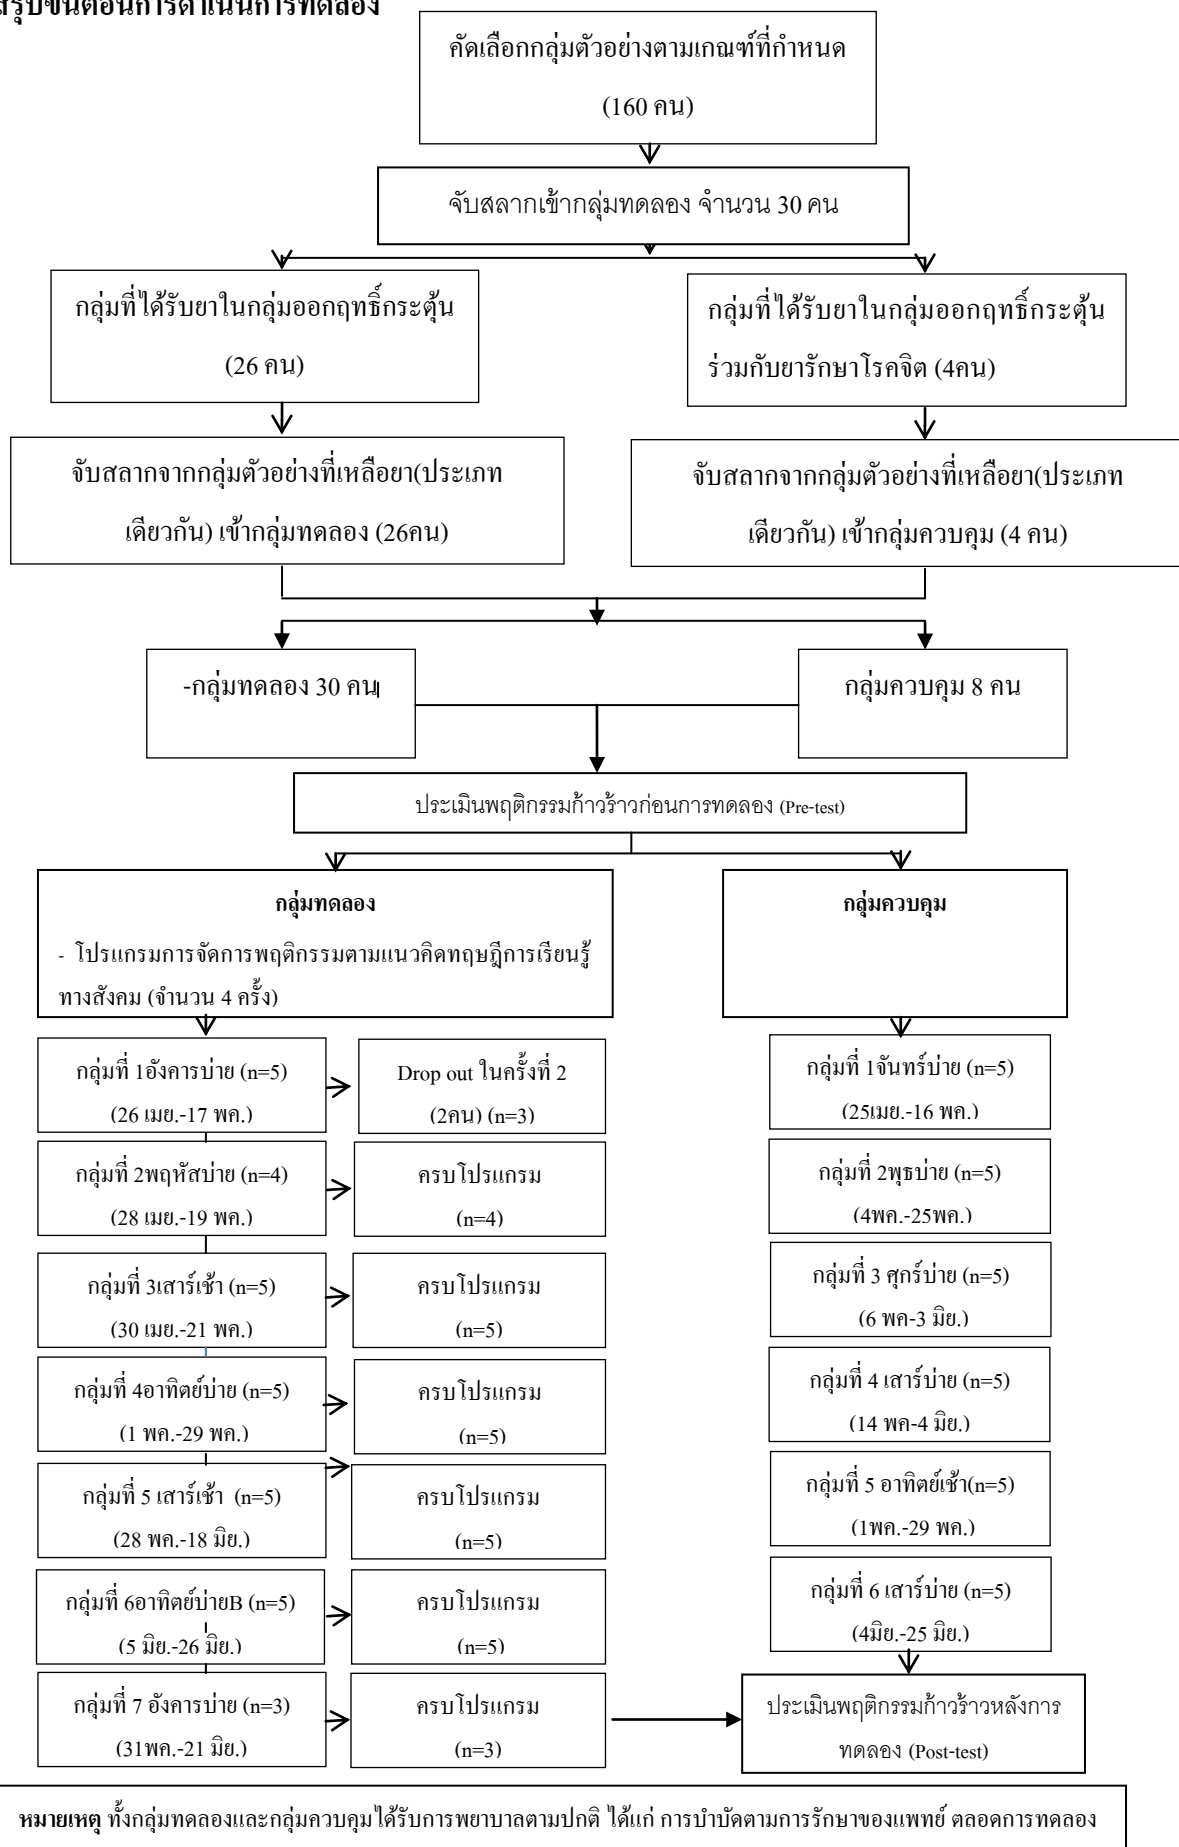 สรุปขั้นตอนการดำเนินการทดลอง
คัดเลือกกลุ่มตัวอย่างตามเกณฑ์ที่กำหนด
(160 คน)
จับสลากเข้ากลุ่มทดลอง จำนวน 30 คน
กลุ่มที่ได้รับยาในกลุ่มออกฤทธิ์กระตุ้น
(26 คน)
กลุ่มที่ได้รับยาในกลุ่มออกฤทธิ์กระตุ้น
ร่วมกับยารักษาโรคจิต (4คน)
จับสลากจากกลุ่มตัวอย่างที่เหลือยา(ประเภท
เดียวกัน) เข้ากลุ่มทดลอง (26คน)
จับสลากจากกลุ่มตัวอย่างที่เหลือยา(ประเภท
เดียวกัน) เข้ากลุ่มควบคุม (4 คน)
-กลุ่มทดลอง 30 คน
กลุ่มควบคุม 8 คน
ประเมินพฤติกรรมก้าวร้าวก่อนการทดลอง (Pre-test)
กลุ่มทดลอง
- โปรแกรมการจัดการพฤติกรรมตามแนวคิดทฤษฎีการเรียนรู้
ทางสังคม (จำนวน 4 ครั้ง)
กลุ่มควบคุม
กลุ่มที่ 1อังคารบ่าย (n=5)
(26 เมย.-17 พค.)
Drop out ในครั้งที่ 2
(2คน) (n=3)
กลุ่มที่ 1จันทร์บ่าย (n=5)
(25เมย.-16 พค.)
กลุ่มที่ 2พฤหัสบ่าย (n=4)
(28 เมย.-19 พค.)
ครบโปรแกรม
(n=4)
กลุ่มที่ 2พุธบ่าย (n=5)
(4พค.-25พค.)
กลุ่มที่ 3เสาร์เช้า (n=5)
(30 เมย.-21 พค.)
ครบโปรแกรม
(n=5)
กลุ่มที่ 3 ศุกร์บ่าย (n=5)
(6 พค-3 มิย.)
กลุ่มที่ 4อาทิตย์บ่าย (n=5)
(1 พค.-29 พค.)
ครบโปรแกรม
(n=5)
กลุ่มที่ 4 เสาร์บ่าย (n=5)
(14 พค-4 มิย.)
กลุ่มที่ 5 เสาร์เช้า (n=5)
(28 พค.-18 มิย.)
ครบโปรแกรม
(n=5)
กลุ่มที่ 5 อาทิตย์เช้า(n=5)
(1พค.-29 พค.)
กลุ่มที่ 6อาทิตย์บ่ายB (n=5)
(5 มิย.-26 มิย.)
ครบโปรแกรม
(n=5)
กลุ่มที่ 6 เสาร์บ่าย (n=5)
(4มิย.-25 มิย.)
กลุ่มที่ 7 อังคารบ่าย (n=3)
(31พค.-21 มิย.)
ครบโปรแกรม
(n=3)
ประเมินพฤติกรรมก้าวร้าวหลังการ
ทดลอง (Post-test)
หมายเหตุ ทั้งกลุ่มทดลองและกลุ่มควบคุมได้รับการพยาบาลตามปกติ ได้แก่ การบำบัดตามการรักษาของแพทย์ ตลอดการทดลอง